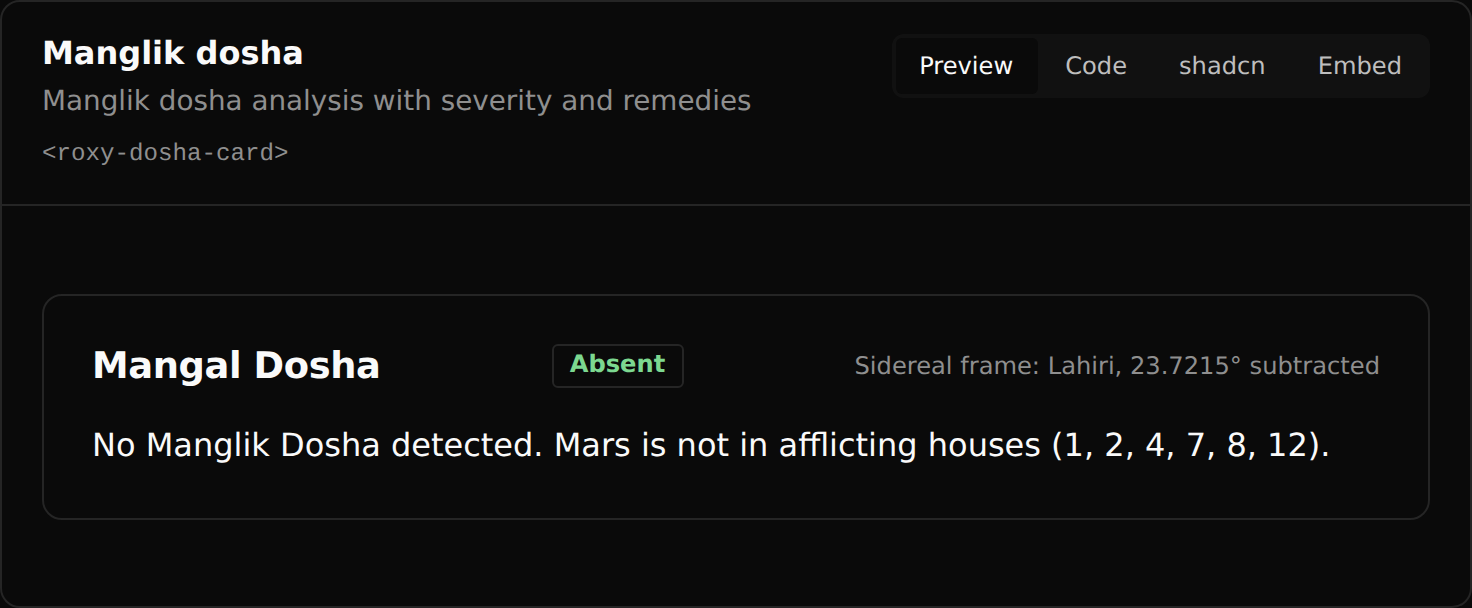 Manglik dosha
Preview Code shadcn Embed
Manglik dosha analysis with severity and remedies
<roxy-dosha-card>
Mangal Dosha Absent Sidereal frame: Lahiri, 23.7215° subtracted
No Manglik Dosha detected. Mars is not in afflicting houses (1, 2, 4, 7, 8, 12).